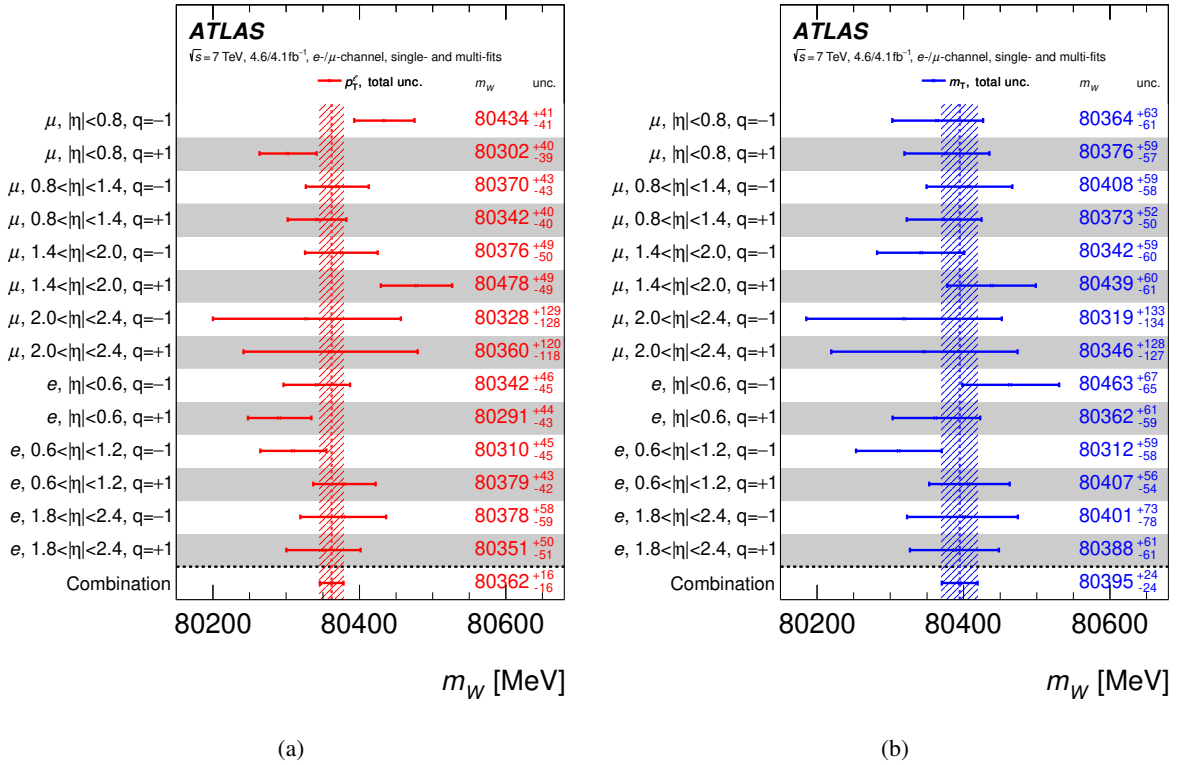 ATLAS
√s = 7 TeV, 4.6/4.1 fb⁻¹, e-/μ-channel, single- and multi-fits
p_T^ℓ, total unc. m_W unc.
μ, |η|<0.8, q=−1 80434 +41 -41
μ, |η|<0.8, q=+1 80302 +40 -39
μ, 0.8<|η|<1.4, q=−1 80370 +43 -43
μ, 0.8<|η|<1.4, q=+1 80342 +40 -40
μ, 1.4<|η|<2.0, q=−1 80376 +49 -50
μ, 1.4<|η|<2.0, q=+1 80478 +49 -49
μ, 2.0<|η|<2.4, q=−1 80328 +129 -128
μ, 2.0<|η|<2.4, q=+1 80360 +120 -118
e, |η|<0.6, q=−1 80342 +46 -45
e, |η|<0.6, q=+1 80291 +44 -43
e, 0.6<|η|<1.2, q=−1 80310 +45 -45
e, 0.6<|η|<1.2, q=+1 80379 +43 -42
e, 1.8<|η|<2.4, q=−1 80378 +58 -59
e, 1.8<|η|<2.4, q=+1 80351 +50 -51
Combination 80362 +16 -16
80200 80400 80600
m_W [MeV]
(a)
ATLAS
√s = 7 TeV, 4.6/4.1 fb⁻¹, e-/μ-channel, single- and multi-fits
m_T, total unc. m_W unc.
μ, |η|<0.8, q=−1 80364 +63 -61
μ, |η|<0.8, q=+1 80376 +59 -57
μ, 0.8<|η|<1.4, q=−1 80408 +59 -58
μ, 0.8<|η|<1.4, q=+1 80373 +52 -50
μ, 1.4<|η|<2.0, q=−1 80342 +59 -60
μ, 1.4<|η|<2.0, q=+1 80439 +60 -61
μ, 2.0<|η|<2.4, q=−1 80319 +133 -134
μ, 2.0<|η|<2.4, q=+1 80346 +128 -127
e, |η|<0.6, q=−1 80463 +67 -65
e, |η|<0.6, q=+1 80362 +61 -59
e, 0.6<|η|<1.2, q=−1 80312 +59 -58
e, 0.6<|η|<1.2, q=+1 80407 +56 -54
e, 1.8<|η|<2.4, q=−1 80401 +73 -78
e, 1.8<|η|<2.4, q=+1 80388 +61 -61
Combination 80395 +24 -24
80200 80400 80600
m_W [MeV]
(b)